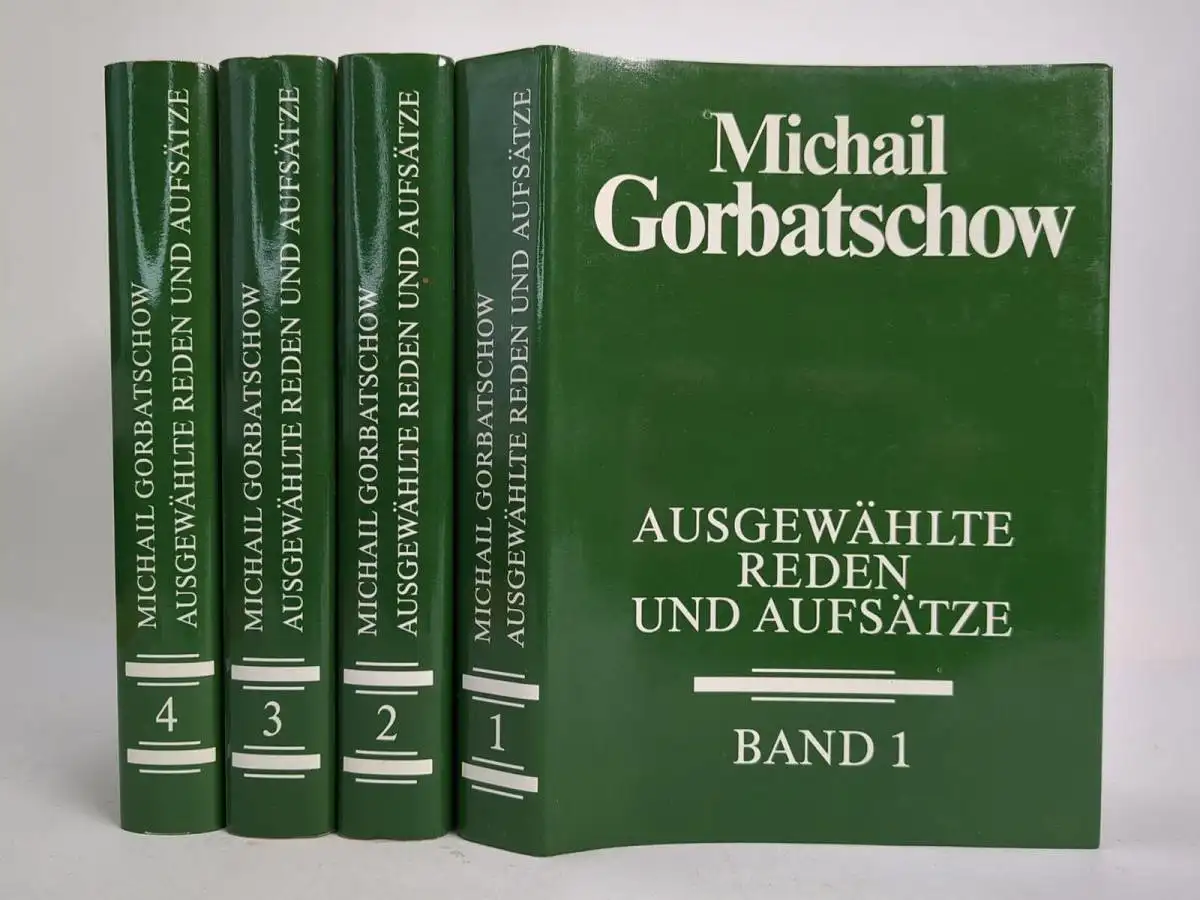 MICHAIL GORBATSCHOW
AUSGEWÄHLTE REDEN UND AUFSÄTZE
4
MICHAIL GORBATSCHOW
AUSGEWÄHLTE REDEN UND AUFSÄTZE
3
MICHAIL GORBATSCHOW
AUSGEWÄHLTE REDEN UND AUFSÄTZE
2
MICHAIL GORBATSCHOW
AUSGEWÄHLTE REDEN UND AUFSÄTZE
1
Michail
Gorbatschow
AUSGEWÄHLTE
REDEN
UND AUFSÄTZE
BAND 1